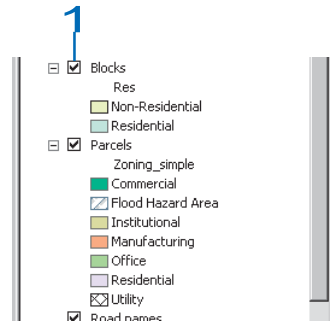 1
Blocks
Res
Non-Residential
Residential
Parcels
Zoning_simple
Commercial
Flood Hazard Area
Institutional
Manufacturing
Office
Residential
Utility
Road names